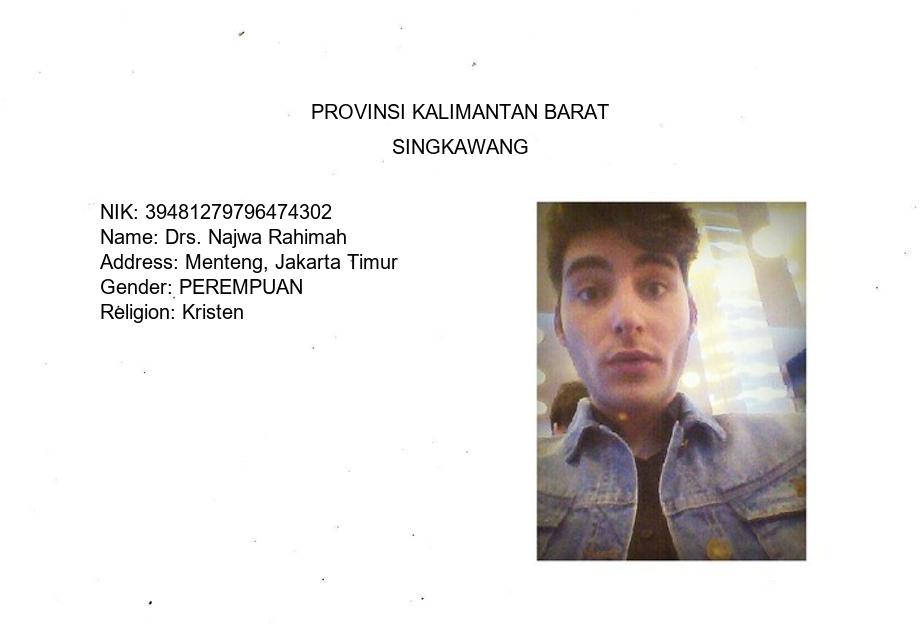 PROVINSI KALIMANTAN BARAT
SINGKAWANG
NIK: 39481279796474302
Name: Drs. Najwa Rahimah
Address: Menteng, Jakarta Timur
Gender: PEREMPUAN
Religion: Kristen